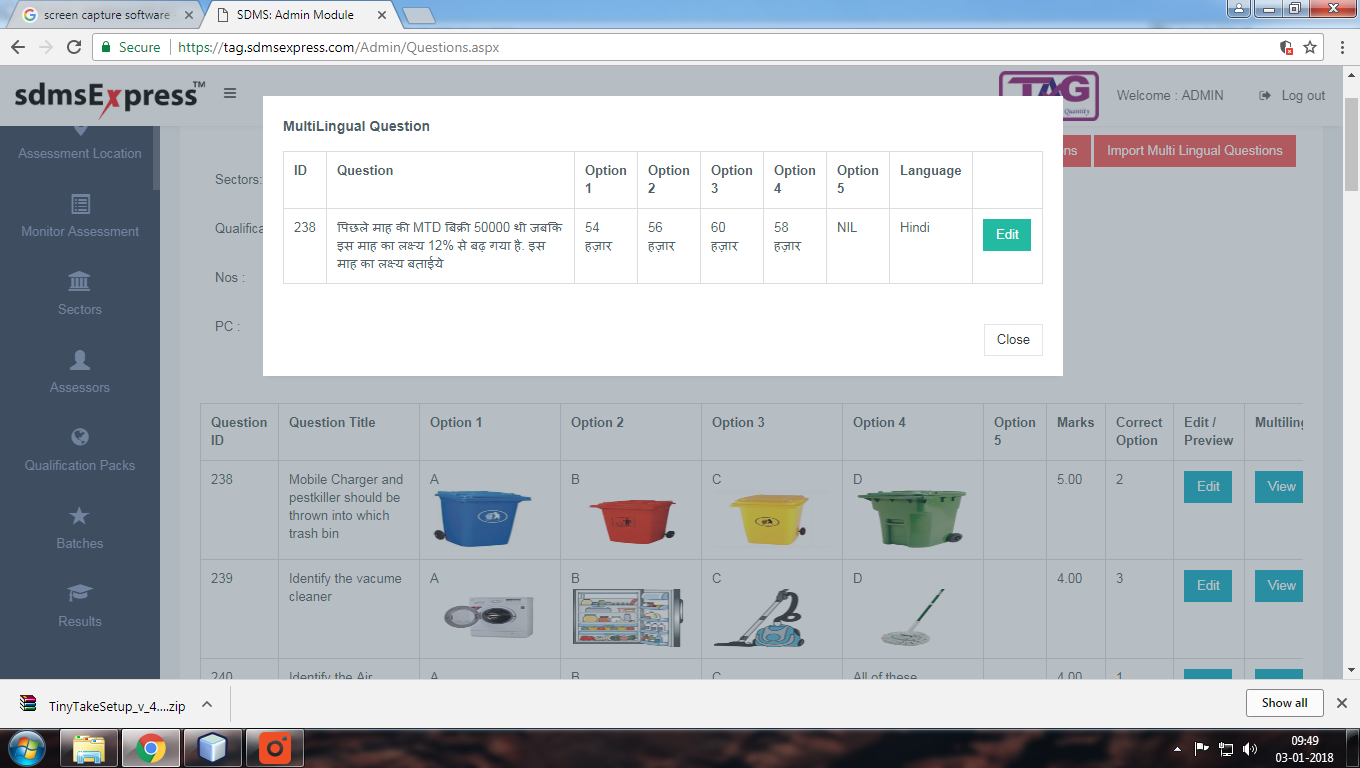 screen capture software
SDMS: Admin Module
Secure
https://tag.sdmsexpress.com/Admin/Questions.aspx
sdmsExpress™
TAG
Quantity
Welcome : ADMIN
Log out
Assessment Location
Monitor Assessment
Sectors
Assessors
Qualification Packs
Batches
Results
Import Multi Lingual Questions
Sectors:
Nos :
PC :
MultiLingual Question
ID Question Option 1 Option 2 Option 3 Option 4 Option 5 Language
238 पिछले माह की MTD बिक्री 50000 थी जबकि 54 56 60 58 NIL Hindi Edit
इस माह का लक्ष्य 12% से बढ़ गया है. इस हज़ार हज़ार हज़ार हज़ार
माह का लक्ष्य बताईये
Close
Question ID Question Title Option 1 Option 2 Option 3 Option 4 Option 5 Marks Correct Option Edit / Preview Multiling
238 Mobile Charger and A B C D 5.00 2 Edit View
pestkiller should be
thrown into which
trash bin
239 Identify the vacume A B C D 4.00 3 Edit View
cleaner
240 Identify the Air A B C All of these 4.00 1
TinyTakeSetup_v_4....zip
Show all
09:49
03-01-2018